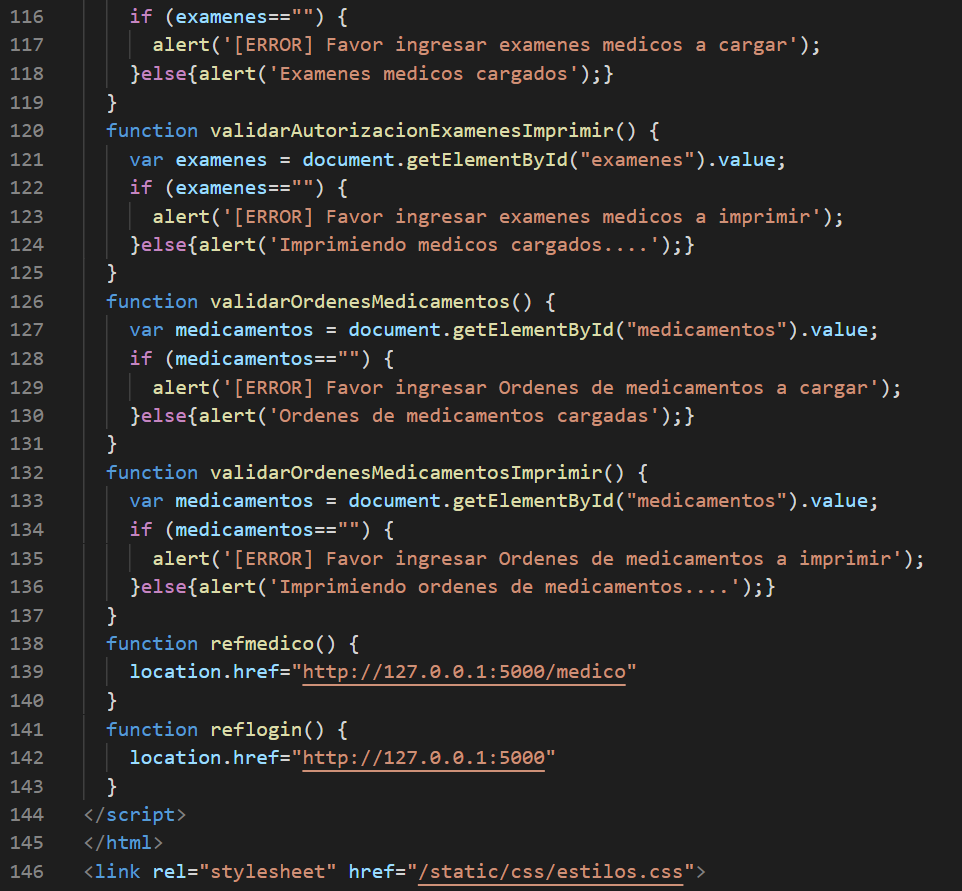 116 if (examenes=="") {
117 alert('[ERROR] Favor ingresar examenes medicos a cargar');
118 }else{alert('Examenes medicos cargados');}
119 }
120 function validarAutorizacionExamenesImprimir() {
121 var examenes = document.getElementById("examenes").value;
122 if (examenes=="") {
123 alert('[ERROR] Favor ingresar examenes medicos a imprimir');
124 }else{alert('Imprimiendo medicos cargados....');}
125 }
126 function validarOrdenesMedicamentos() {
127 var medicamentos = document.getElementById("medicamentos").value;
128 if (medicamentos=="") {
129 alert('[ERROR] Favor ingresar Ordenes de medicamentos a cargar');
130 }else{alert('Ordenes de medicamentos cargadas');}
131 }
132 function validarOrdenesMedicamentosImprimir() {
133 var medicamentos = document.getElementById("medicamentos").value;
134 if (medicamentos=="") {
135 alert('[ERROR] Favor ingresar Ordenes de medicamentos a imprimir');
136 }else{alert('Imprimiendo ordenes de medicamentos....');}
137 }
138 function refmedico() {
139 location.href="http://127.0.0.1:5000/medico"
140 }
141 function reflogin() {
142 location.href="http://127.0.0.1:5000"
143 }
144 </script>
145 </html>
146 <link rel="stylesheet" href="/static/css/estilos.css">